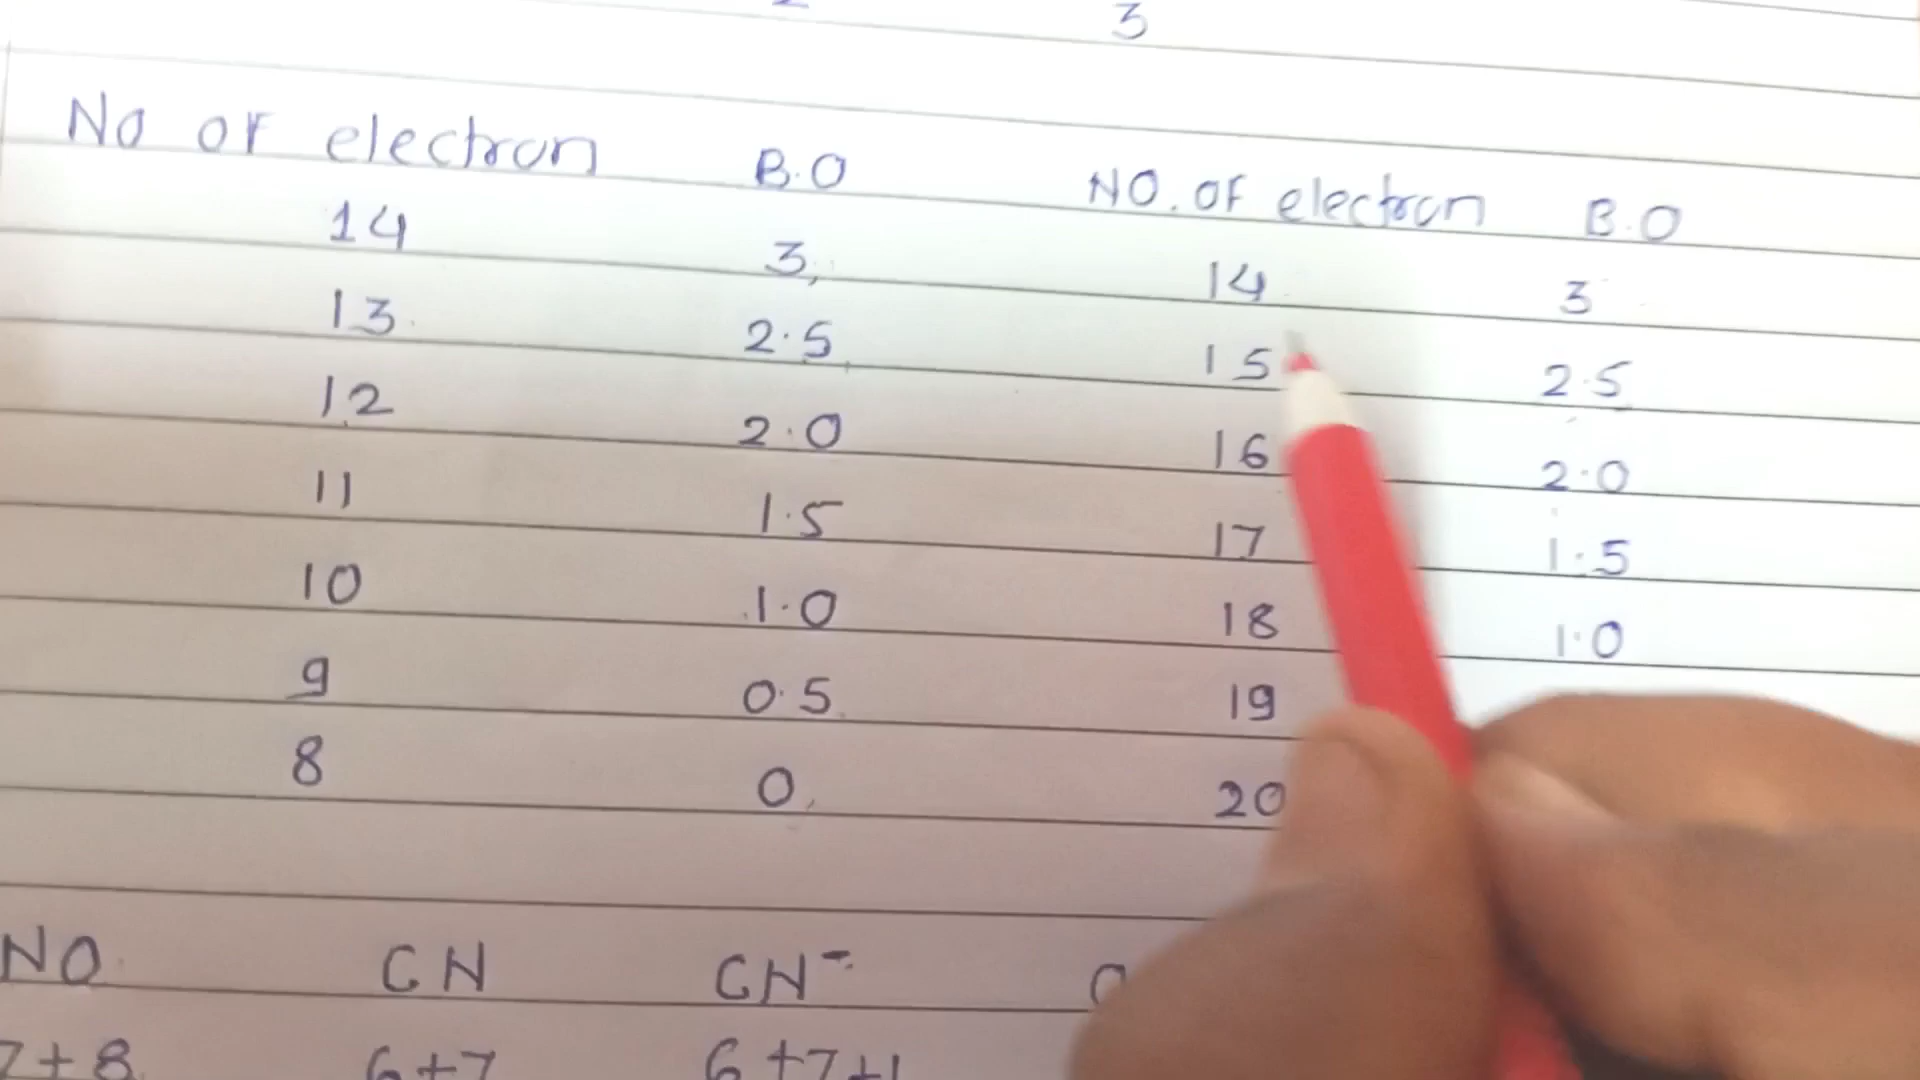 3
No of electron B.O NO. OF electron B.O
14 3 14 3
13 2.5 15 2.5
12 2.0 16 2.0
11 1.5 17 1.5
10 1.0 18 1.0
9 0.5 19
8 0 20
NO CN CN⁻
7+8 6+7 6+7+1